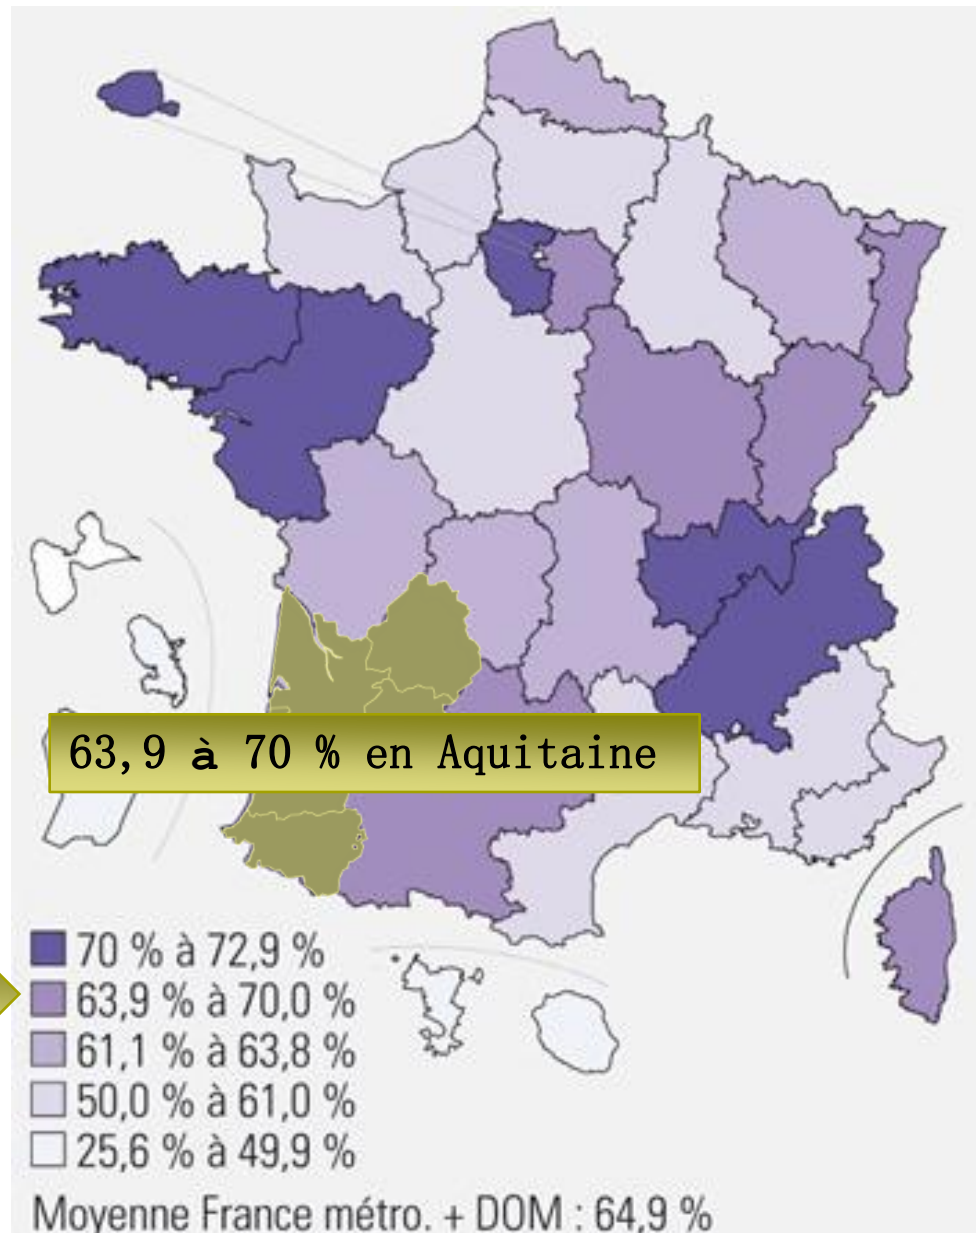 63,9 à 70 % en Aquitaine
70 % à 72,9 %
63,9 % à 70,0 %
61,1 % à 63,8 %
50,0 % à 61,0 %
25,6 % à 49,9 %
Moyenne France métro. + DOM : 64,9 %